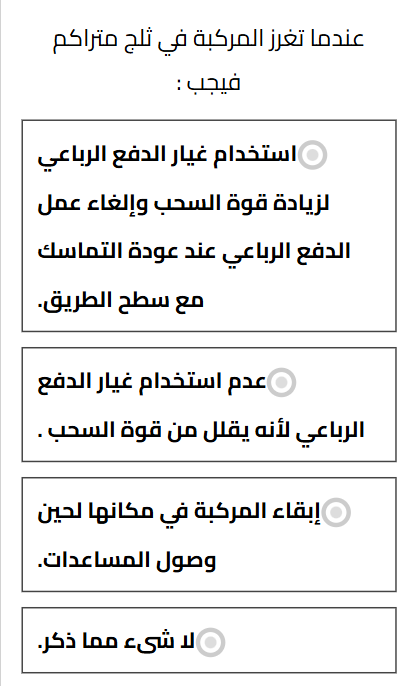 عندما تغرز المركبة في ثلج متراكم
فيجب :
استخدام غيار الدفع الرباعي
لزيادة قوة السحب وإلغاء عمل
الدفع الرباعي عند عودة التماسك
مع سطح الطريق.
عدم استخدام غيار الدفع
الرباعي لأنه يقلل من قوة السحب .
إبقاء المركبة في مكانها لحين
وصول المساعدات.
لا شىء مما ذكر.